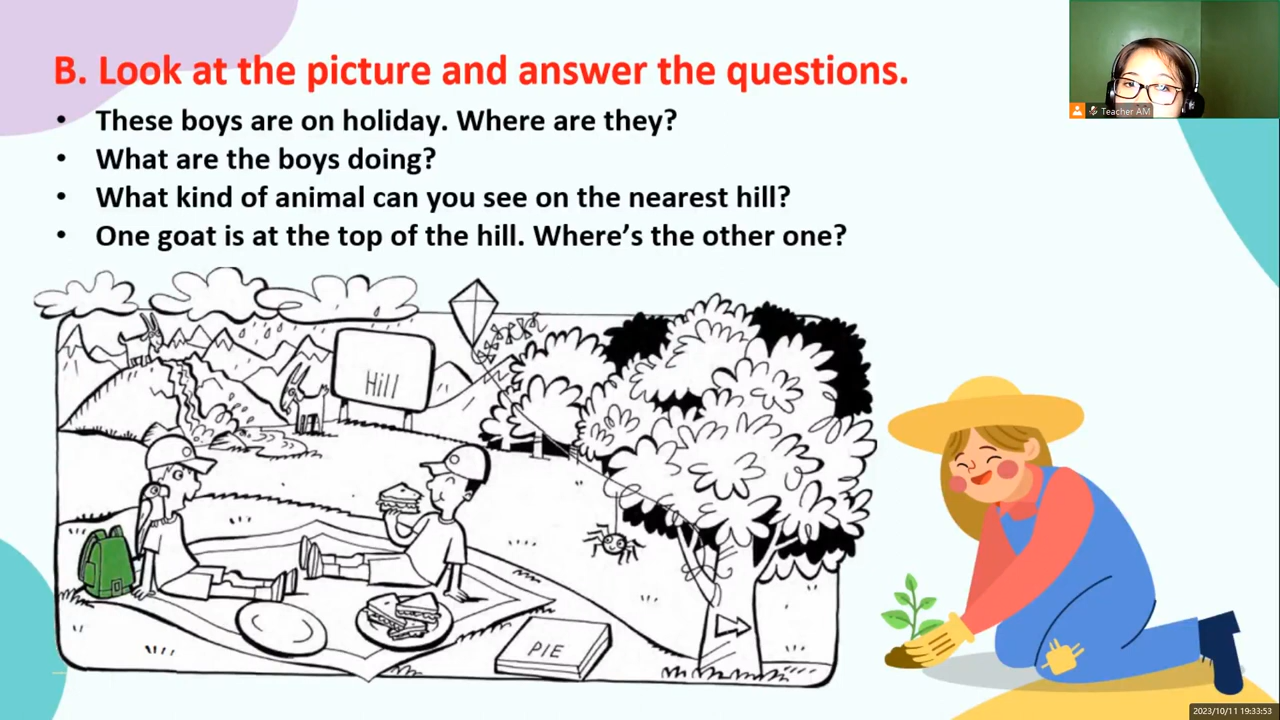 B. Look at the picture and answer the questions.
• These boys are on holiday. Where are they?
• What are the boys doing?
• What kind of animal can you see on the nearest hill?
• One goat is at the top of the hill. Where's the other one?
Teacher AM
Hill
PIE
2023/10/11 19:33:53